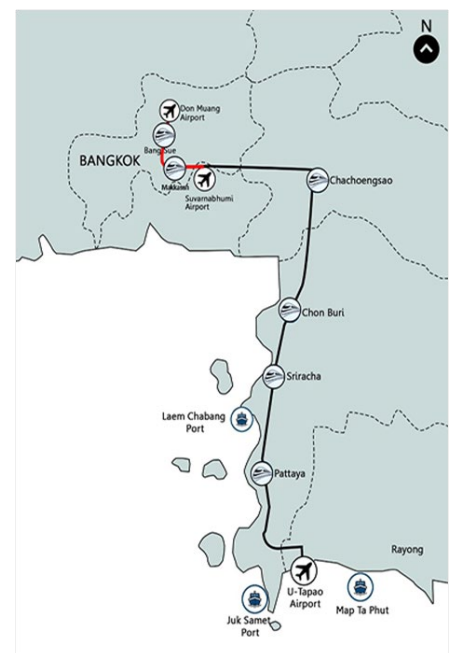 N
Don Muang
Airport
Bang Sue
BANGKOK
Makkasan
Suvarnabhumi
Airport
Chachoengsao
Chon Buri
Sriracha
Laem Chabang
Port
Pattaya
Rayong
U-Tapao
Airport
Map Ta Phut
Juk Samet
Port